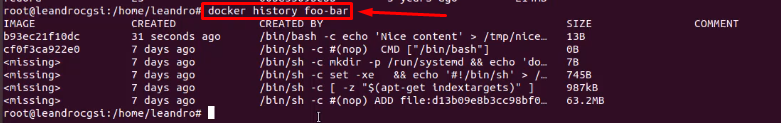 root@leandrocgsi:/home/leandro# docker history foo-bar
IMAGE CREATED CREATED BY SIZE COMMENT
b93ec21f10dc 31 seconds ago /bin/bash -c echo 'Nice content' > /tmp/nice… 13B
cf0f3ca922e0 7 days ago /bin/sh -c #(nop) CMD ["/bin/bash"] 0B
<missing> 7 days ago /bin/sh -c mkdir -p /run/systemd && echo 'do… 7B
<missing> 7 days ago /bin/sh -c set -xe && echo '#!/bin/sh' > /… 745B
<missing> 7 days ago /bin/sh -c [ -z "$(apt-get indextargets)" ] 987kB
<missing> 7 days ago /bin/sh -c #(nop) ADD file:d13b09e8b3cc98bf0… 63.2MB
root@leandrocgsi:/home/leandro#